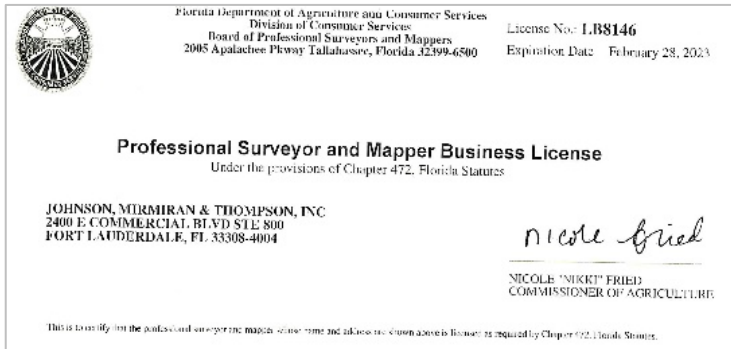 Florida Department of Agriculture and Consumer Services
Division of Consumer Services
Board of Professional Surveyors and Mappers
2005 Apalachee Pkway Tallahassee, Florida 32399-6500
License No.: LB8146
Expiration Date February 28, 2023
Professional Surveyor and Mapper Business License
Under the provisions of Chapter 472, Florida Statutes
JOHNSON, MIRMIRAN & THOMPSON, INC
2400 E COMMERCIAL BLVD STE 800
FORT LAUDERDALE, FL 33308-4004
Nicole Fried
NICOLE "NIKKI" FRIED
COMMISSIONER OF AGRICULTURE
This is to certify that the professional surveyor and mapper whose name and address are shown above is licensed as required by Chapter 472, Florida Statutes.